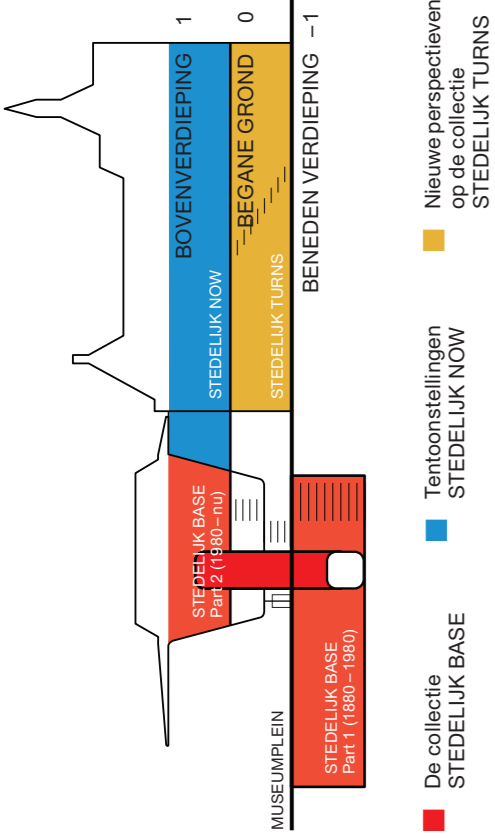 1
0
BOVENVERDIEPING
BEGANE GROND
BENEDEN VERDIEPING –1
STEDELIJK NOW
STEDELIJK TURNS
STEDELIJK BASE
Part 2 (1980–nu)
MUSEUMPLEIN
STEDELIJK BASE
Part 1 (1880–1980)
De collectie
STEDELIJK BASE
Tentoonstellingen
STEDELIJK NOW
Nieuwe perspectieven
op de collectie
STEDELIJK TURNS